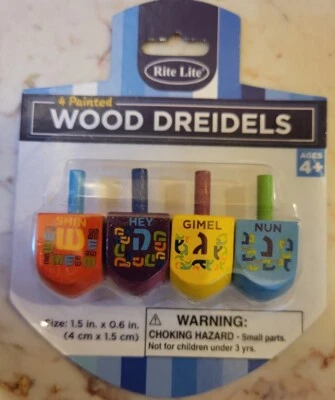 Rite Lite®
4 Painted
WOOD DREIDELS
AGES
4+
SHIN HEY GIMEL NUN
ש ה ג נ
Size: 1.5 in. x 0.6 in.
(4 cm x 1.5 cm)
WARNING:
CHOKING HAZARD - Small parts.
Not for children under 3 yrs.